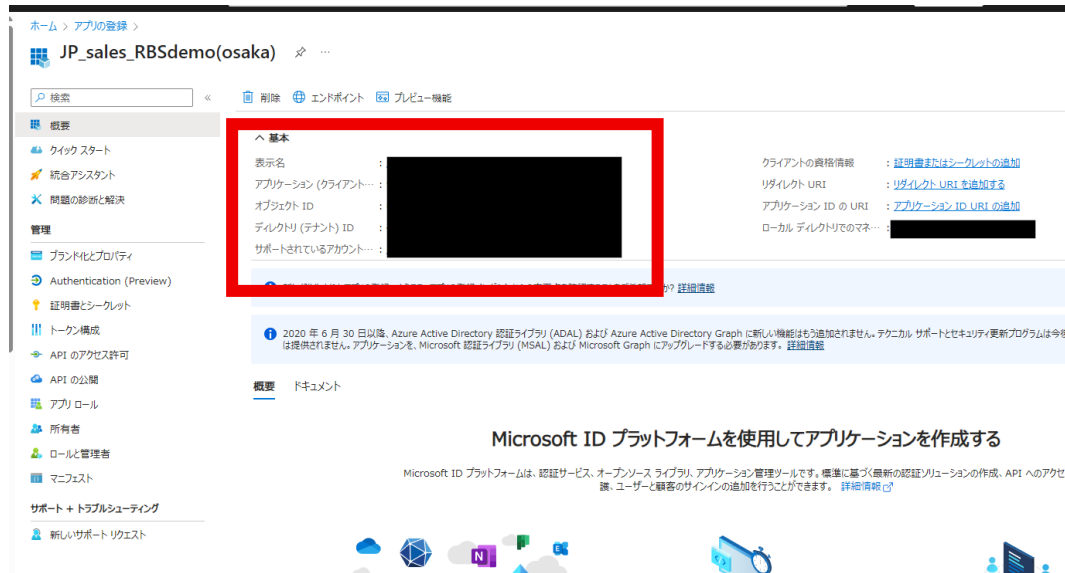 ホーム > アプリの登録 >
JP_sales_RBSdemo(osaka)
検索
削除 エンドポイント プレビュー機能
概要
クイック スタート
統合アシスタント
問題の診断と解決
管理
ブランド化とプロパティ
Authentication (Preview)
証明書とシークレット
トークン構成
API のアクセス許可
API の公開
アプリ ロール
所有者
ロールと管理者
マニフェスト
サポート + トラブルシューティング
新しいサポート リクエスト
基本
表示名 :
アプリケーション (クライアント… :
オブジェクト ID :
ディレクトリ (テナント) ID :
サポートされているアカウント… :
クライアントの資格情報 : 証明書またはシークレットの追加
リダイレクト URI : リダイレクト URI を追加する
アプリケーション ID の URI : アプリケーション ID URI の追加
ローカル ディレクトリでのマネ… :
か? 詳細情報
2020 年 6 月 30 日以降、Azure Active Directory 認証ライブラリ (ADAL) および Azure Active Directory Graph に新しい機能はもう追加されません。テクニカル サポートとセキュリティ更新プログラムは今後
は提供されません。アプリケーションを、Microsoft 認証ライブラリ (MSAL) および Microsoft Graph にアップグレードする必要があります。 詳細情報
概要 ドキュメント
Microsoft ID プラットフォームを使用してアプリケーションを作成する
Microsoft ID プラットフォームは、認証サービス、オープンソース ライブラリ、アプリケーション管理ツールです。標準に基づく最新の認証ソリューションの作成、API へのアクセ
護、ユーザーと顧客のサインインの追加を行うことができます。 詳細情報